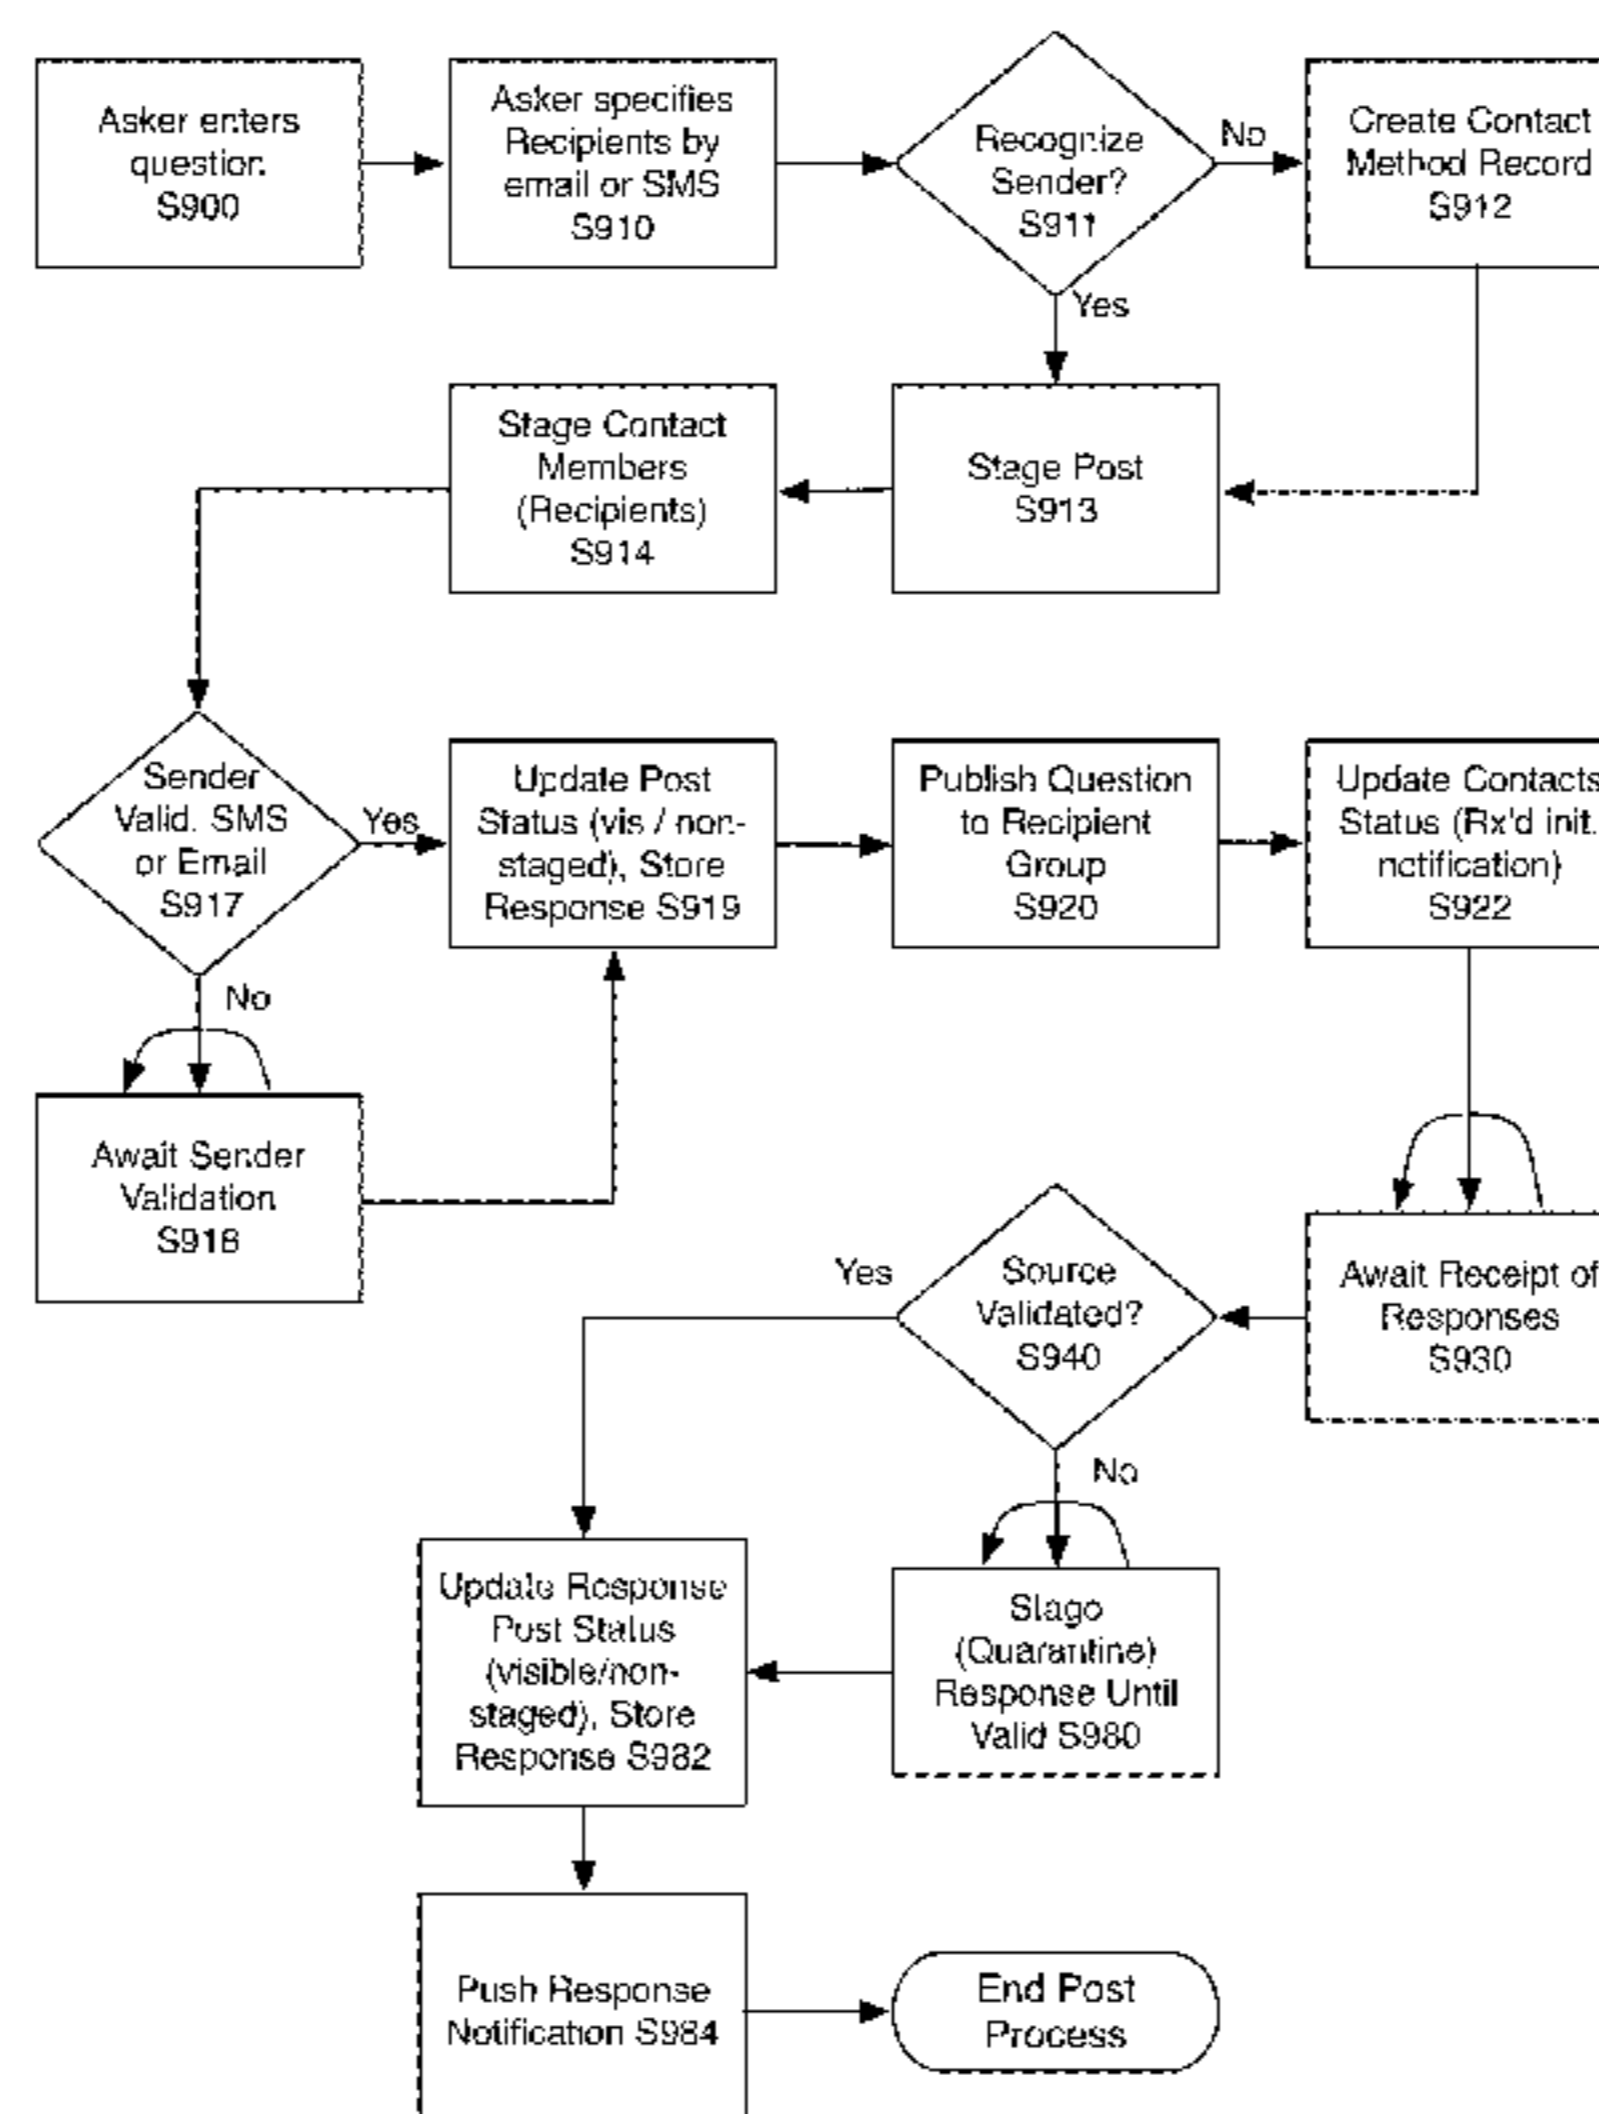 Asker enters
question
S900
Asker specifies
Recipients by
email or SMS
S910
Recognize
Sender?
S911
No
Create Contact
Method Record
S912
Yes
Stage Contact
Members
(Recipients)
S914
Stage Post
S913
Sender
Valid. SMS
or Email
S917
Yes
Update Post
Status (vis / non-
staged), Store
Response S919
Publish Question
to Recipient
Group
S920
Update Contacts
Status (Rx'd init.
notification)
S922
No
Await Sender
Validation
S918
Yes
Source
Validated?
S940
Await Receipt of
Responses
S930
No
Update Response
Post Status
(visible/non-
staged), Store
Response S982
Stage
(Quarantine)
Response Until
Valid S980
Push Response
Notification S984
End Post
Process